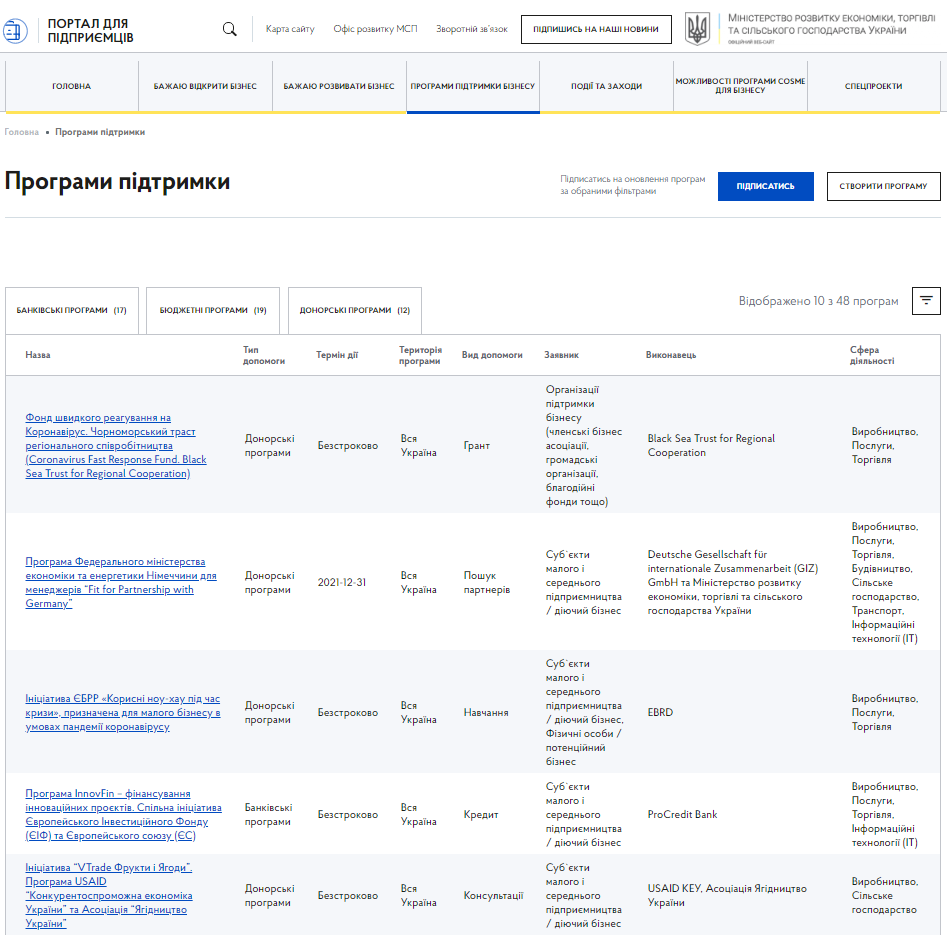 ПОРТАЛ ДЛЯ
ПІДПРИЄМЦІВ
Карта сайту
Офіс розвитку МСП
Зворотній зв'язок
ПІДПИШИСЬ НА НАШІ НОВИНИ
МІНІСТЕРСТВО РОЗВИТКУ ЕКОНОМІКИ, ТОРГІВЛІ
ТА СІЛЬСЬКОГО ГОСПОДАРСТВА УКРАЇНИ
ОФІЦІЙНИЙ ВЕБ-САЙТ
ГОЛОВНА
БАЖАЮ ВІДКРИТИ БІЗНЕС
БАЖАЮ РОЗВИВАТИ БІЗНЕС
ПРОГРАМИ ПІДТРИМКИ БІЗНЕСУ
ПОДІЇ ТА ЗАХОДИ
МОЖЛИВОСТІ ПРОГРАМИ COSME
ДЛЯ БІЗНЕСУ
СПЕЦПРОЕКТИ
Головна • Програми підтримки
Програми підтримки
Підписатись на оновлення програм
за обраними фільтрами
ПІДПИСАТИСЬ
СТВОРИТИ ПРОГРАМУ
БАНКІВСЬКІ ПРОГРАМИ (17)
БЮДЖЕТНІ ПРОГРАМИ (19)
ДОНОРСЬКІ ПРОГРАМИ (12)
Відображено 10 з 48 програм
Назва
Тип
допомоги
Термін дії
Територія
програми
Вид допомоги
Заявник
Виконавець
Сфера
діяльності
Фонд швидкого реагування на
Коронавірус. Чорноморський траст
регіонального співробітництва
(Coronavirus Fast Response Fund. Black
Sea Trust for Regional Cooperation)
Донорські
програми
Безстроково
Вся
Україна
Грант
Організації
підтримки
бізнесу
(членські бізнес
асоціації,
громадські
організації,
благодійні
фонди тощо)
Black Sea Trust for Regional
Cooperation
Виробництво,
Послуги,
Торгівля
Програма Федерального міністерства
економіки та енергетики Німеччини для
менеджерів "Fit for Partnership with
Germany"
Донорські
програми
2021-12-31
Вся
Україна
Пошук
партнерів
Суб`єкти
малого і
середнього
підприємництва
/ діючий бізнес
Deutsche Gesellschaft für
internationale Zusammenarbeit (GIZ)
GmbH та Міністерство розвитку
економіки, торгівлі та сільського
господарства України
Виробництво,
Послуги,
Торгівля,
Будівництво,
Сільське
господарство,
Транспорт,
Інформаційні
технології (ІТ)
Ініціатива ЄБРР «Корисні ноу-хау під час
кризи», призначена для малого бізнесу в
умовах пандемії коронавірусу
Донорські
програми
Безстроково
Вся
Україна
Навчання
Суб`єкти
малого і
середнього
підприємництва
/ діючий бізнес,
Фізичні особи /
потенційний
бізнес
EBRD
Виробництво,
Послуги,
Торгівля
Програма InnovFin – фінансування
інноваційних проєктів. Спільна ініціатива
Європейського Інвестиційного Фонду
(ЄІФ) та Європейського союзу (ЄС)
Банківські
програми
Безстроково
Вся
Україна
Кредит
Суб`єкти
малого і
середнього
підприємництва
/ діючий бізнес
ProCredit Bank
Виробництво,
Послуги,
Торгівля,
Інформаційні
технології (ІТ)
Ініціатива "VTrade Фрукти і Ягоди".
Програма USAID
"Конкурентоспроможна економіка
України" та Асоціація "Ягідництво
України"
Донорські
програми
Безстроково
Вся
Україна
Консультації
Суб`єкти
малого і
середнього
підприємництва
/ діючий бізнес
USAID КЕУ, Асоціація Ягідництво
України
Виробництво,
Сільське
господарство